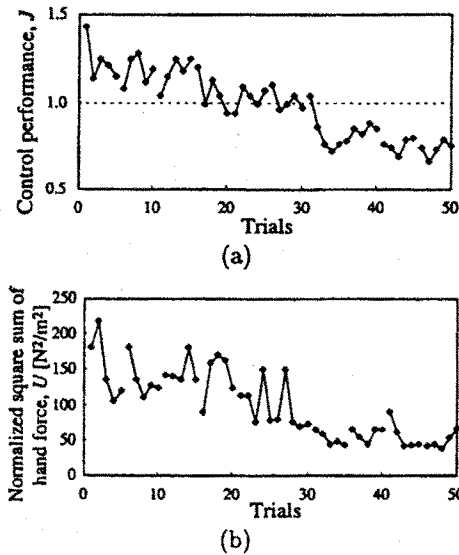 Control performance, J
1.5
1.0
0.5
0 10 20 30 40 50
Trials
(a)
Normalized square sum of
hand force, U [N²/m²]
250
200
150
100
50
0
0 10 20 30 40 50
Trials
(b)